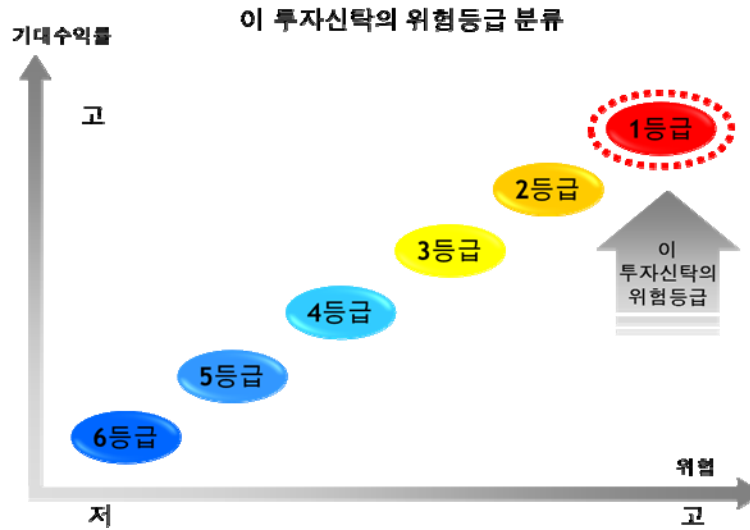 이 투자신탁의 위험등급 분류
기대수익률
고
1등급
2등급
3등급
이
투자신탁의
위험등급
4등급
5등급
6등급
위험
저
고